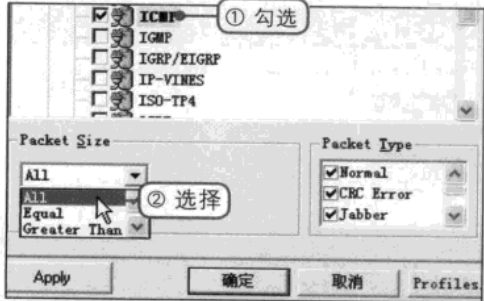 ICMP
① 勾选
IGMP
IGRP/EIGRP
IP-VINES
ISO-TP4
Packet Size
Packet Type
All
Normal
All
CRC Error
② 选择
Equal
Jabber
Greater Than
Apply
确定
取消
Profiles